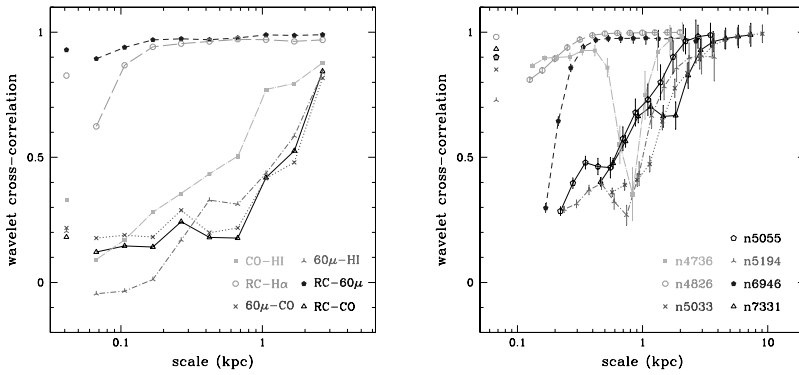 1
0.5
0
wavelet cross-correlation
CO-HI 60μ-HI
RC-Hα RC-60μ
60μ-CO RC-CO
0.1 1
scale (kpc)
1
0.5
0
wavelet cross-correlation
n5055
n4736 n5194
n4826 n6946
n5033 n7331
0.1 1 10
scale (kpc)